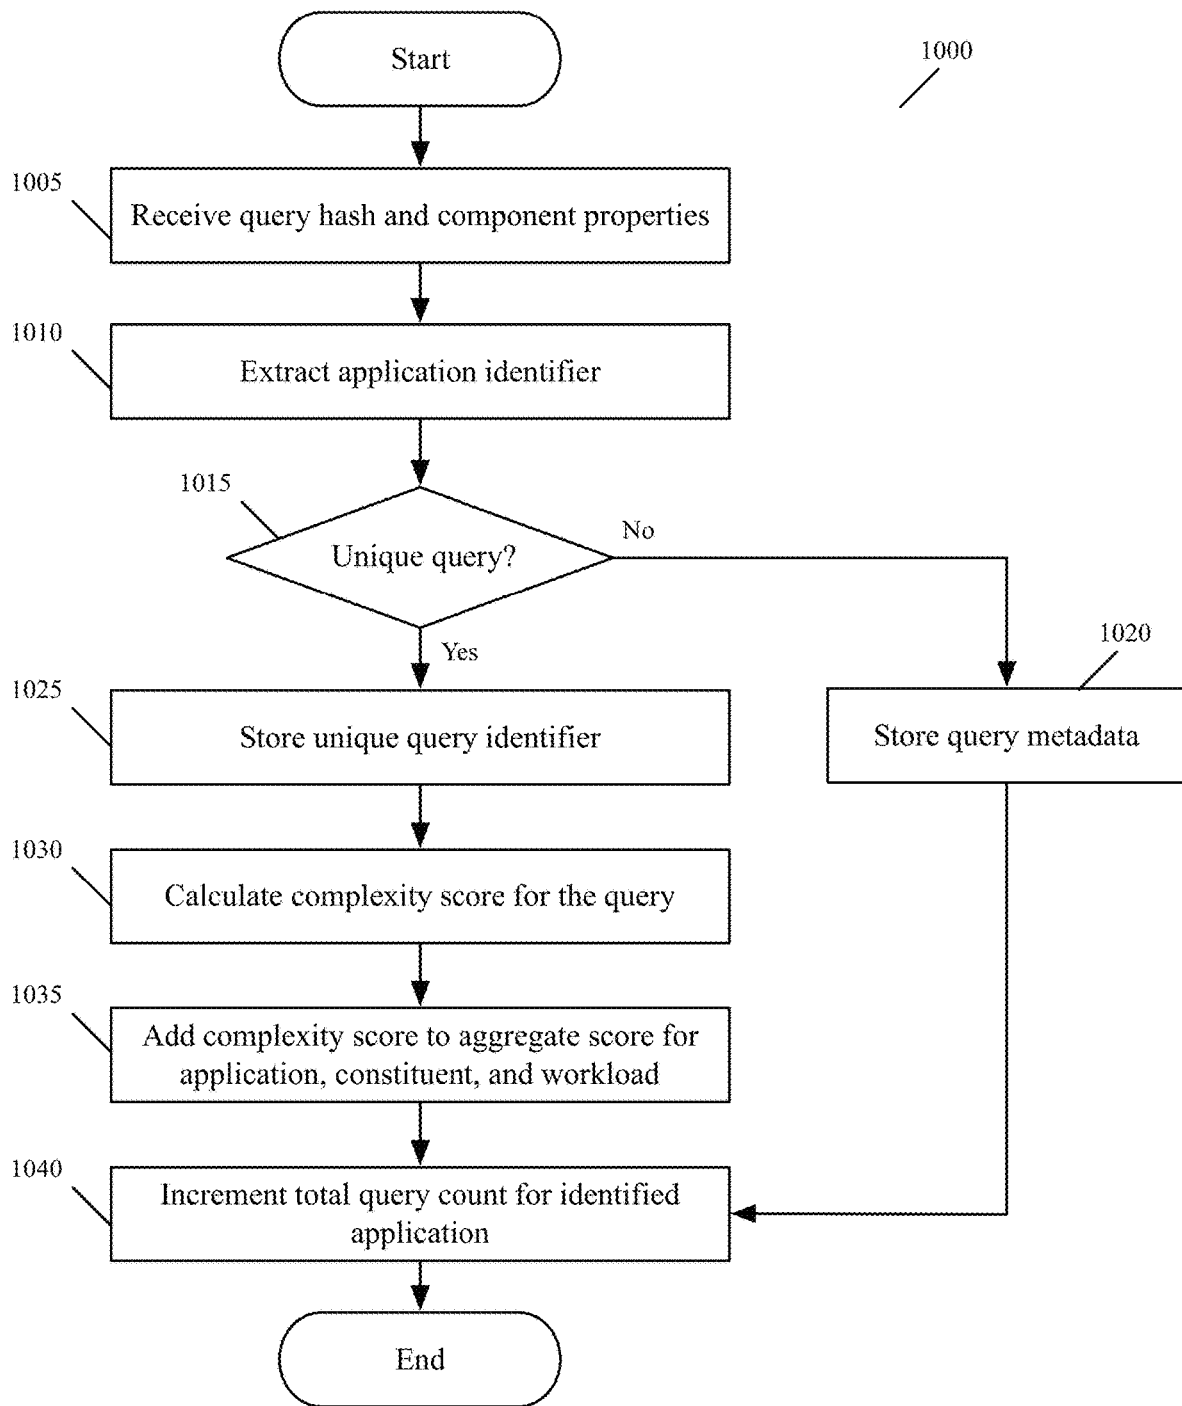 Start
1000
1005
Receive query hash and component properties
1010
Extract application identifier
1015
Unique query?
No
Yes
1020
1025
Store unique query identifier
Store query metadata
1030
Calculate complexity score for the query
1035
Add complexity score to aggregate score for
application, constituent, and workload
1040
Increment total query count for identified
application
End